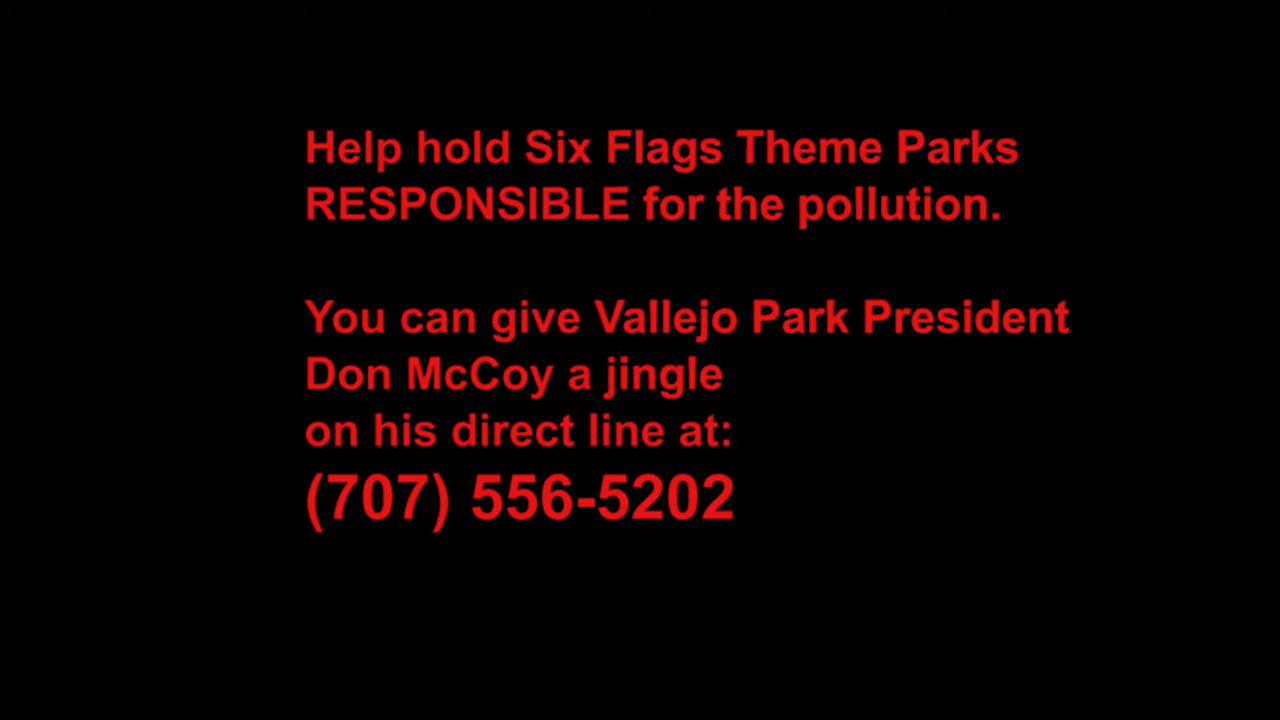 Help hold Six Flags Theme Parks
RESPONSIBLE for the pollution.
You can give Vallejo Park President
Don McCoy a jingle
on his direct line at:
(707) 556-5202